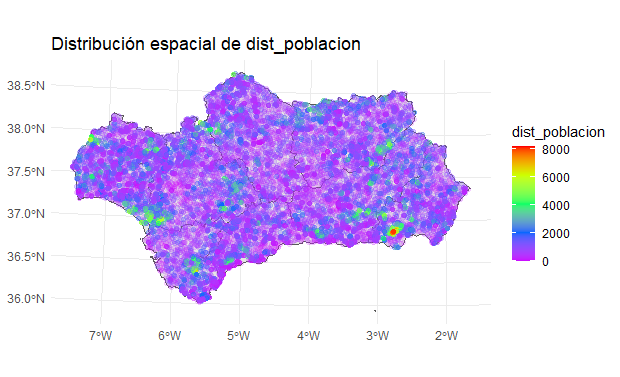 Distribución espacial de dist_poblacion
38.5°N
38.0°N
37.5°N
37.0°N
36.5°N
36.0°N
7°W 6°W 5°W 4°W 3°W 2°W
dist_poblacion
8000
6000
4000
2000
0